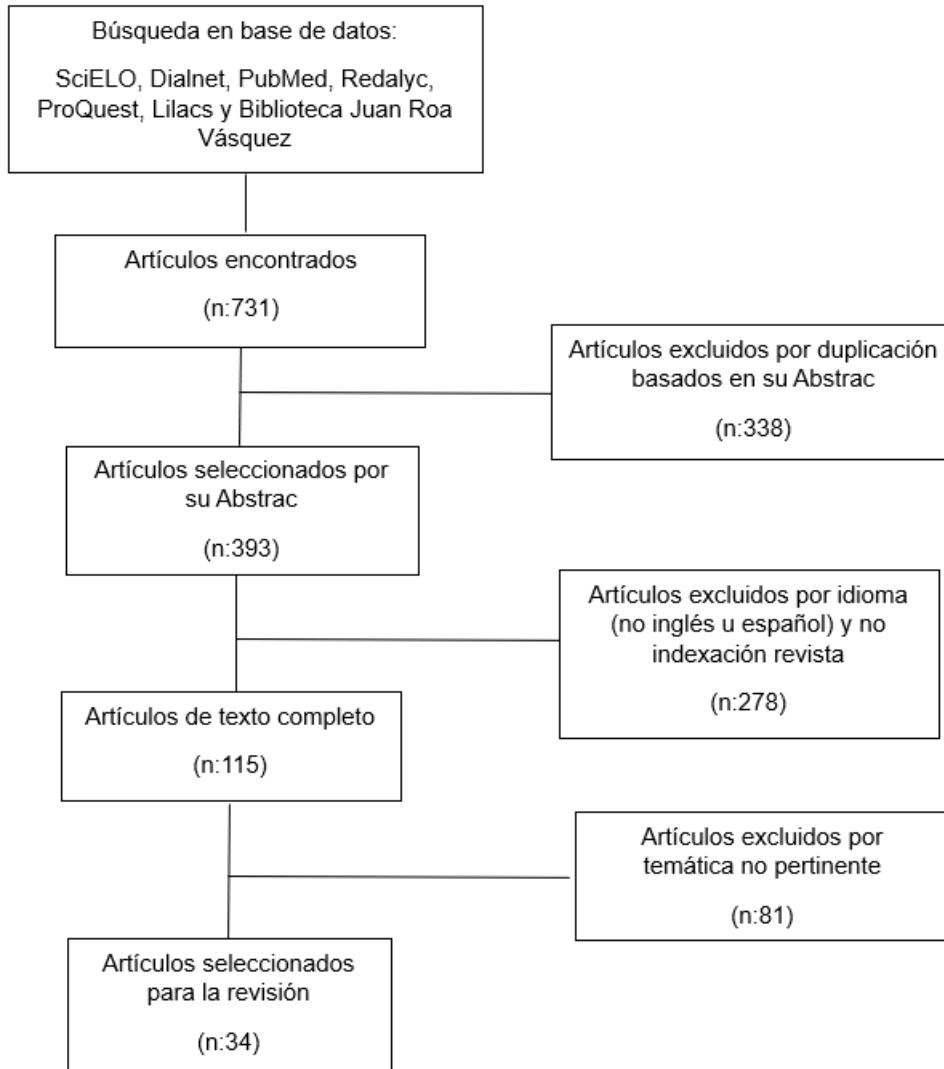 Búsqueda en base de datos:
SciELO, Dialnet, PubMed, Redalyc,
ProQuest, Lilacs y Biblioteca Juan Roa
Vásquez
Artículos encontrados
(n:731)
Artículos excluidos por duplicación
basados en su Abstrac
(n:338)
Artículos seleccionados por
su Abstrac
(n:393)
Artículos excluidos por idioma
(no inglés u español) y no
indexación revista
(n:278)
Artículos de texto completo
(n:115)
Artículos excluidos por
temática no pertinente
(n:81)
Artículos seleccionados
para la revisión
(n:34)